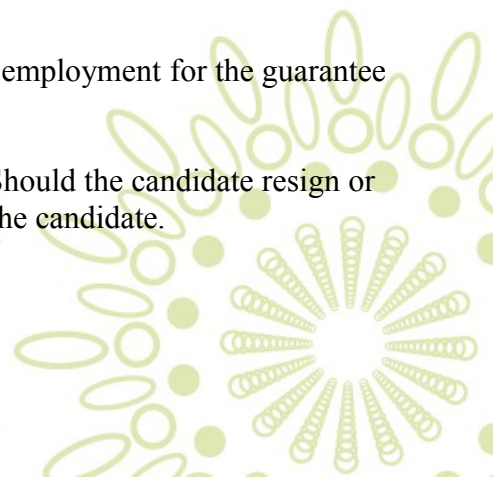 employment for the guarantee
Should the candidate resign or
he candidate.